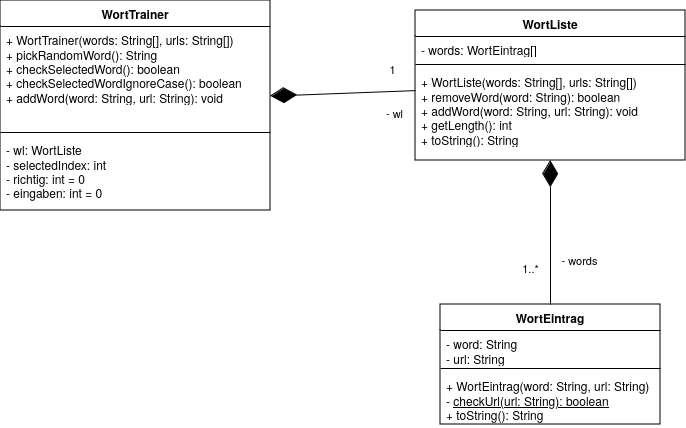 WortTrainer
+ WortTrainer(words: String[], urls: String[])
+ pickRandomWord(): String
+ checkSelectedWord(): boolean
+ checkSelectedWordIgnoreCase(): boolean
+ addWord(word: String, url: String): void
- wl: WortListe
- selectedIndex: int
- richtig: int = 0
- eingaben: int = 0
1
- wl
WortListe
- words: WortEintrag[]
+ WortListe(words: String[], urls: String[])
+ removeWord(word: String): boolean
+ addWord(word: String, url: String): void
+ getLength(): int
+ toString(): String
- words
1..*
WortEintrag
- word: String
- url: String
+ WortEintrag(word: String, url: String)
- checkUrl(url: String): boolean
+ toString(): String